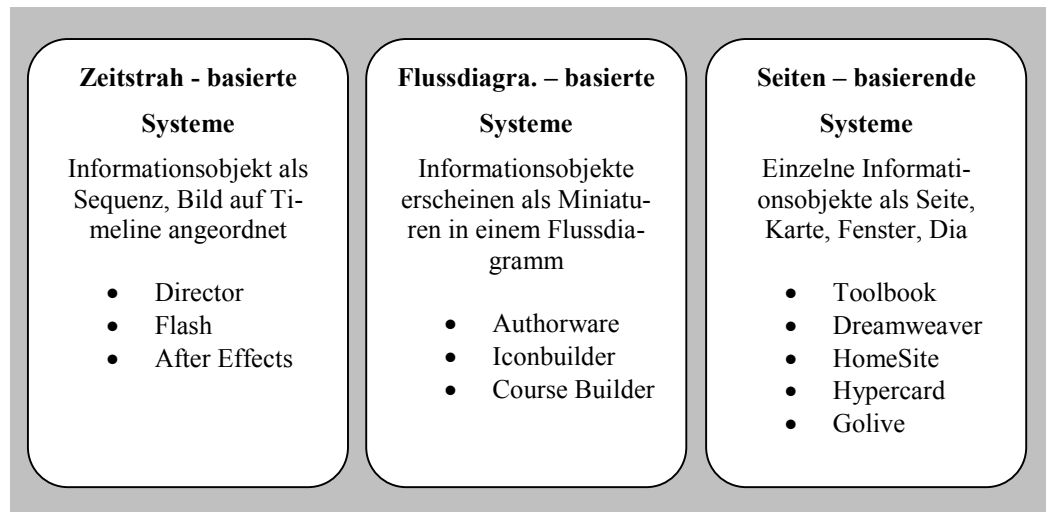 Zeitstrah - basierte
Systeme
Informationsobjekt als
Sequenz, Bild auf Ti-
meline angeordnet
• Director
• Flash
• After Effects
Flussdiagra. – basierte
Systeme
Informationsobjekte
erscheinen als Miniatu-
ren in einem Flussdia-
gramm
• Authorware
• Iconbuilder
• Course Builder
Seiten – basierende
Systeme
Einzelne Informati-
onsobjekte als Seite,
Karte, Fenster, Dia
• Toolbook
• Dreamweaver
• HomeSite
• Hypercard
• Golive